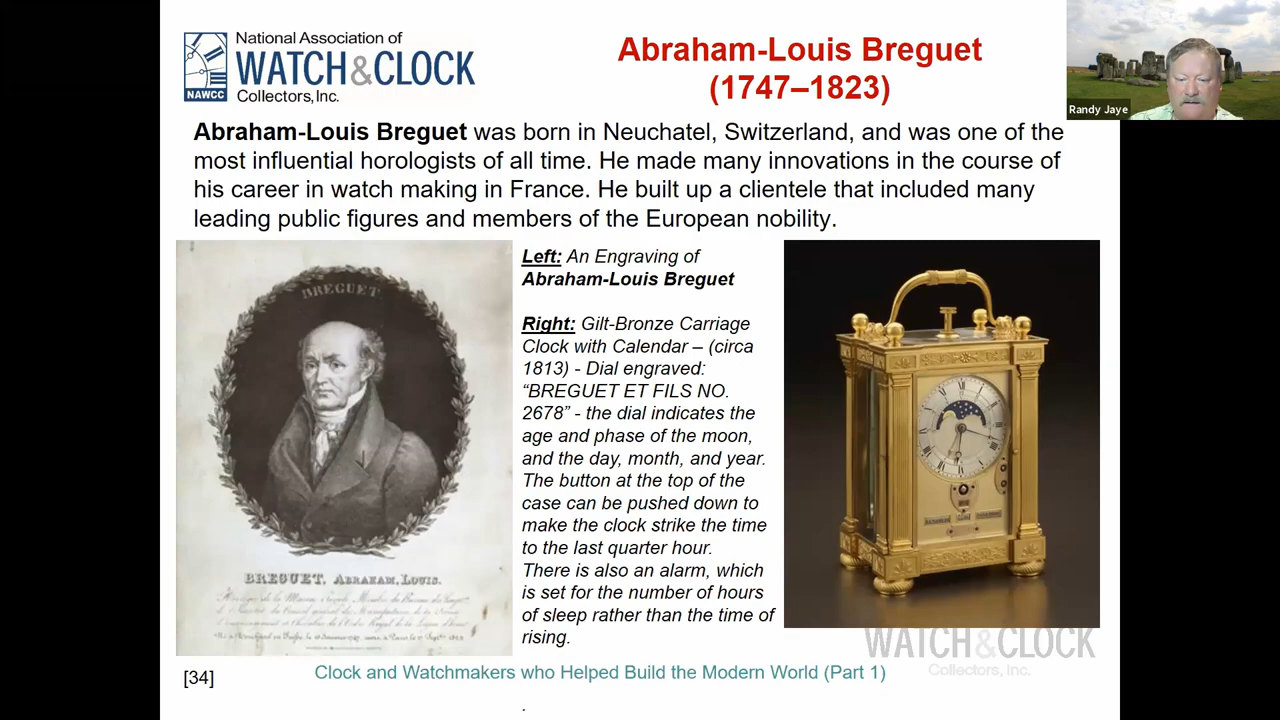 National Association of
WATCH&CLOCK
Collectors, Inc.
NAWCC
Abraham-Louis Breguet
(1747–1823)
Randy Jaye
Abraham-Louis Breguet was born in Neuchatel, Switzerland, and was one of the
most influential horologists of all time. He made many innovations in the course of
his career in watch making in France. He built up a clientele that included many
leading public figures and members of the European nobility.
BREGUET
BREGUET, ABRAHAM, LOUIS.
Left: An Engraving of
Abraham-Louis Breguet
Right: Gilt-Bronze Carriage
Clock with Calendar – (circa
1813) - Dial engraved:
“BREGUET ET FILS NO.
2678” - the dial indicates the
age and phase of the moon,
and the day, month, and year.
The button at the top of the
case can be pushed down to
make the clock strike the time
to the last quarter hour.
There is also an alarm, which
is set for the number of hours
of sleep rather than the time of
rising.
WATCH&CLOCK
Collectors, Inc.
[34]
Clock and Watchmakers who Helped Build the Modern World (Part 1)
.